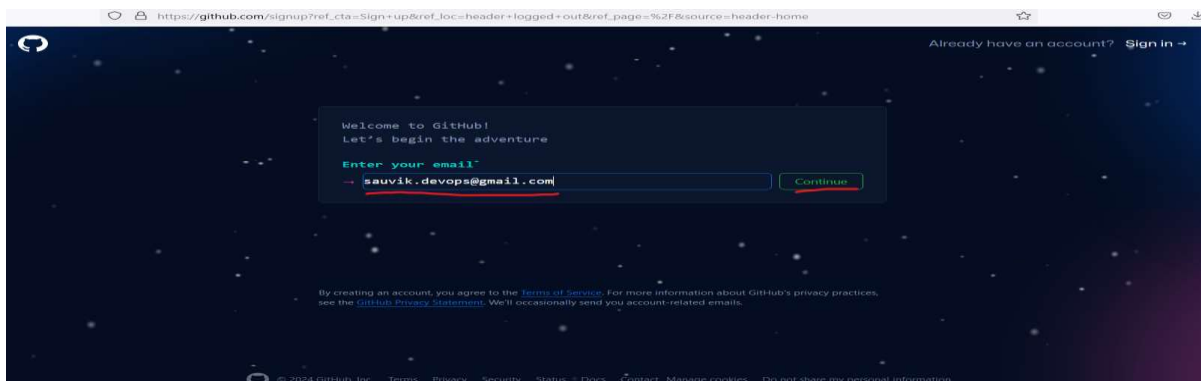 https://github.com/signup?ref_cta=Sign+up&ref_loc=header+logged+out&ref_page=%2F&source=header-home
Already have an account? Sign in →
Welcome to GitHub!
Let's begin the adventure
Enter your email*
→ sauvik.devops@gmail.com Continue
By creating an account, you agree to the Terms of Service. For more information about GitHub's privacy practices,
see the GitHub Privacy Statement. We'll occasionally send you account-related emails.
© 2024 GitHub, Inc. Terms Privacy Security Status Docs Contact Manage cookies Do not share my personal information